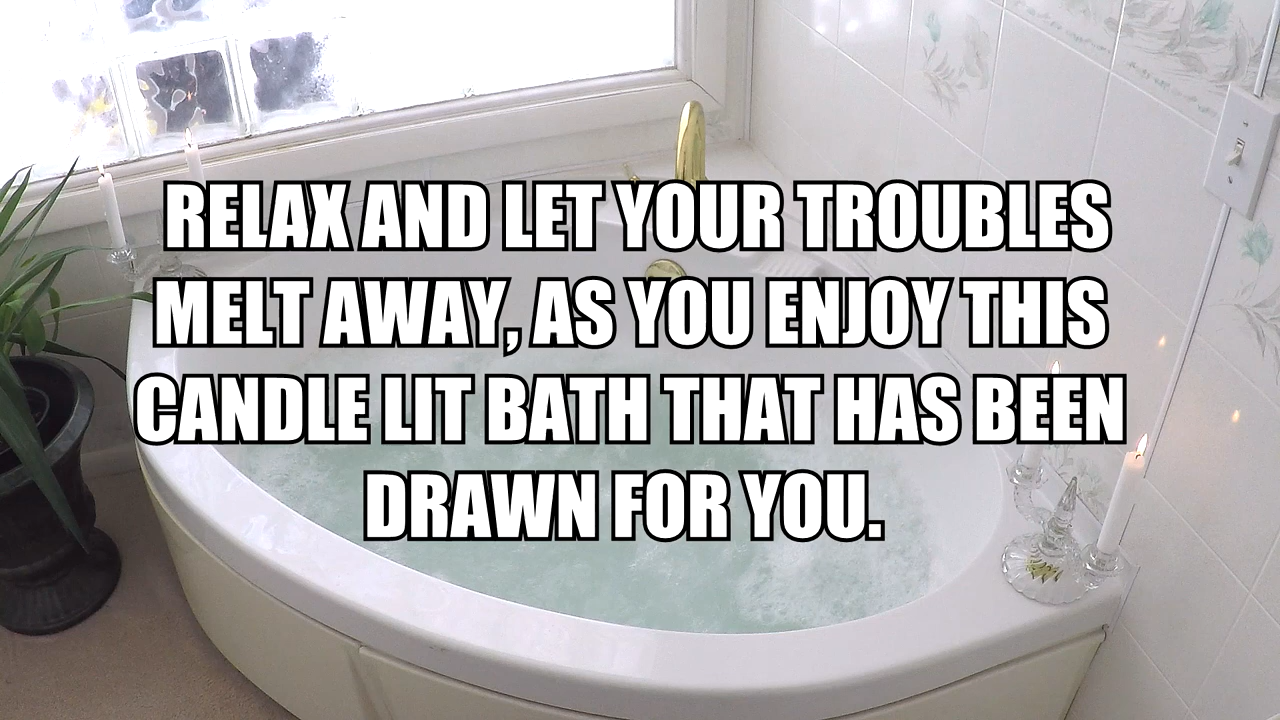 RELAX AND LET YOUR TROUBLES
MELT AWAY, AS YOU ENJOY THIS
CANDLE LIT BATH THAT HAS BEEN
DRAWN FOR YOU.